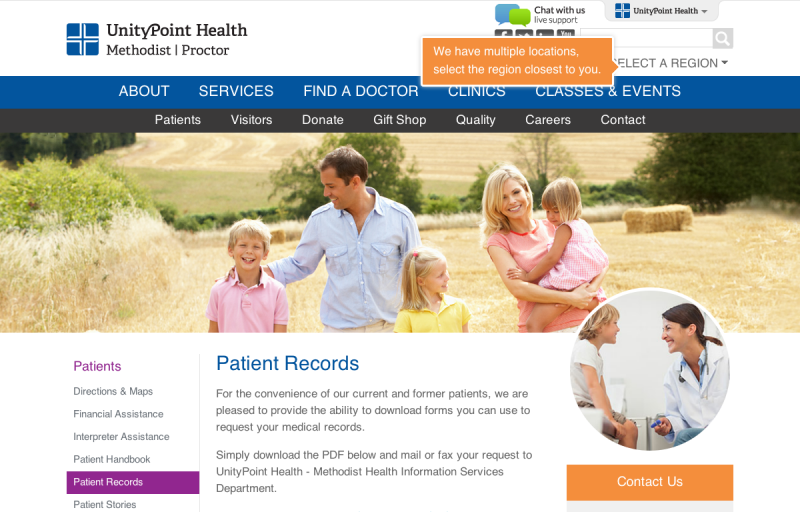 Chat with us
live support
UnityPoint Health
UnityPoint Health
Methodist | Proctor
We have multiple locations,
select the region closest to you.
ELECT A REGION
ABOUT SERVICES FIND A DOCTOR CLINICS CLASSES & EVENTS
Patients Visitors Donate Gift Shop Quality Careers Contact
Patients
Directions & Maps
Financial Assistance
Interpreter Assistance
Patient Handbook
Patient Records
Patient Stories
Patient Records
For the convenience of our current and former patients, we are
pleased to provide the ability to download forms you can use to
request your medical records.
Simply download the PDF below and mail or fax your request to
UnityPoint Health - Methodist Health Information Services
Department.
Contact Us